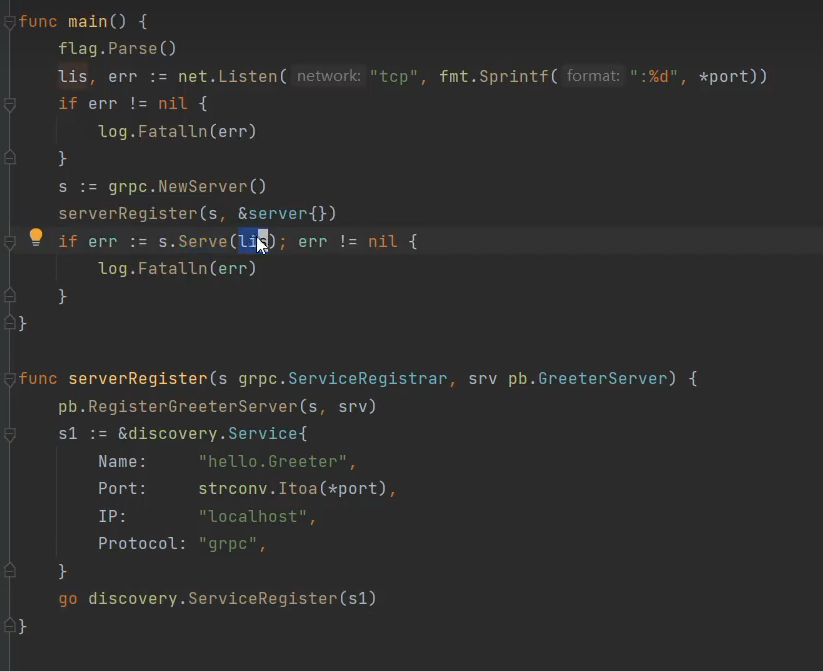 func main() {
    flag.Parse()
    lis, err := net.Listen( network: "tcp", fmt.Sprintf( format: ":%d", *port))
    if err != nil {
        log.Fatalln(err)
    }
    s := grpc.NewServer()
    serverRegister(s, &server{})
    if err := s.Serve(lis); err != nil {
        log.Fatalln(err)
    }
}
func serverRegister(s grpc.ServiceRegistrar, srv pb.GreeterServer) {
    pb.RegisterGreeterServer(s, srv)
    s1 := &discovery.Service{
        Name:     "hello.Greeter",
        Port:     strconv.Itoa(*port),
        IP:       "localhost",
        Protocol: "grpc",
    }
    go discovery.ServiceRegister(s1)
}